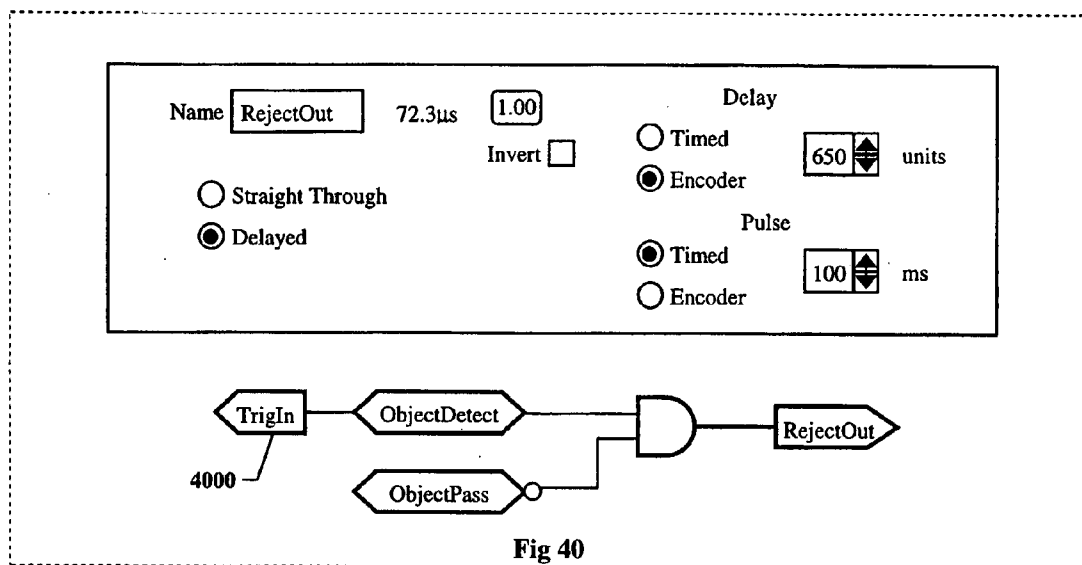 Name RejectOut 72.3µs 1.00
Invert
Straight Through
Delayed
Delay
Timed
Encoder
650 units
Pulse
Timed
Encoder
100 ms
TrigIn
ObjectDetect
RejectOut
4000
ObjectPass
Fig 40